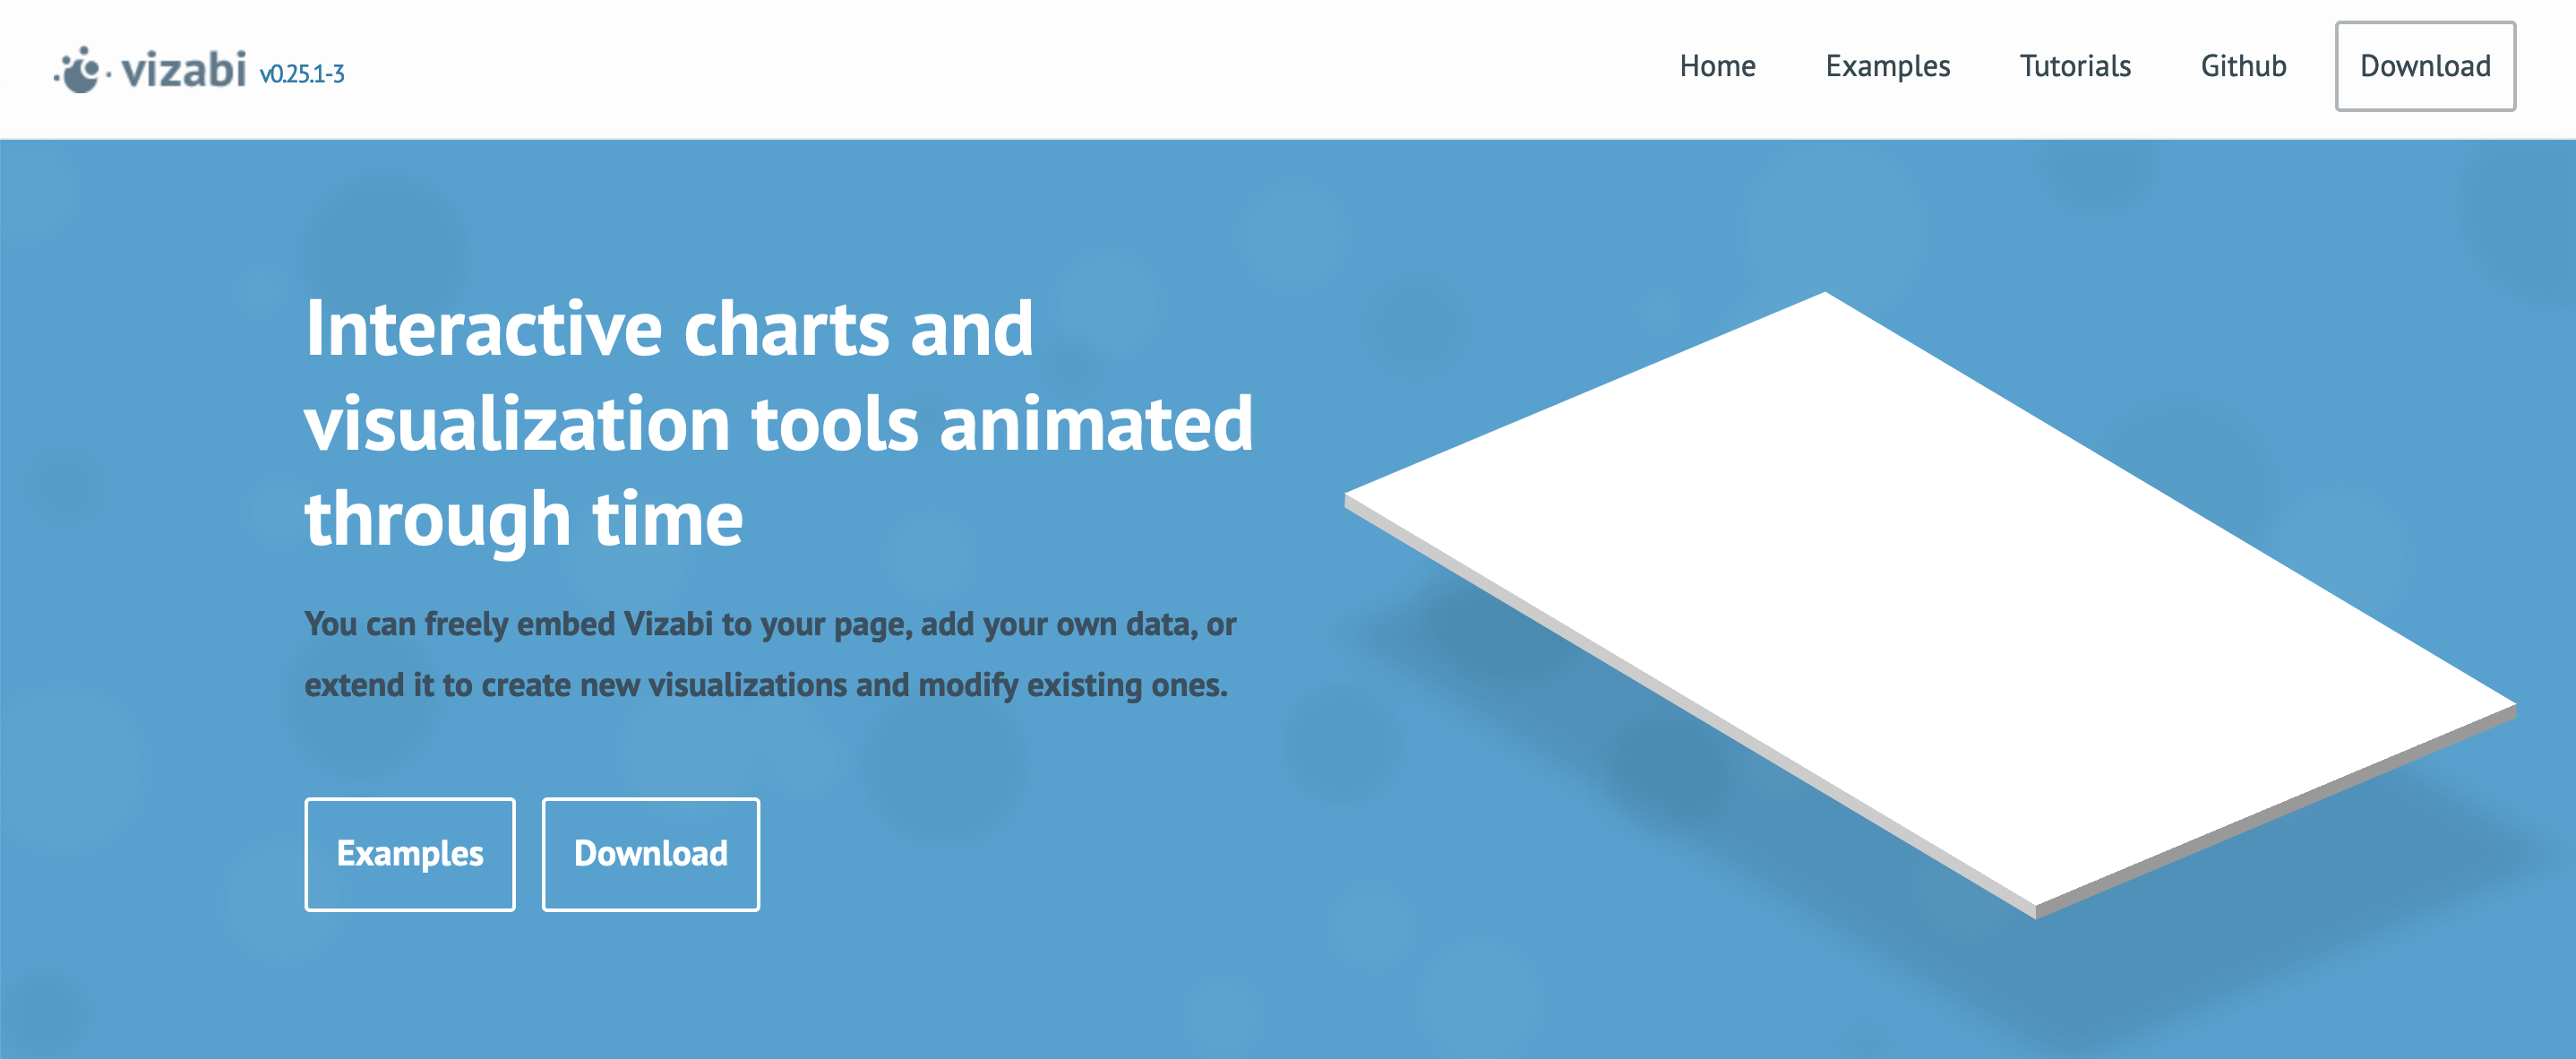 vizabi v0.25.1-3
Home Examples Tutorials Github Download
Interactive charts and
visualization tools animated
through time
You can freely embed Vizabi to your page, add your own data, or
extend it to create new visualizations and modify existing ones.
Examples Download